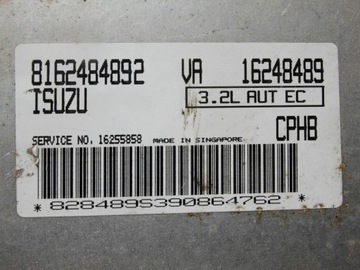 8162484892 VA 16248489
ISUZU 3.2L AUT EC
SERVICE NO. 16255858 MADE IN SINGAPORE CPHB
*828489S390864762*